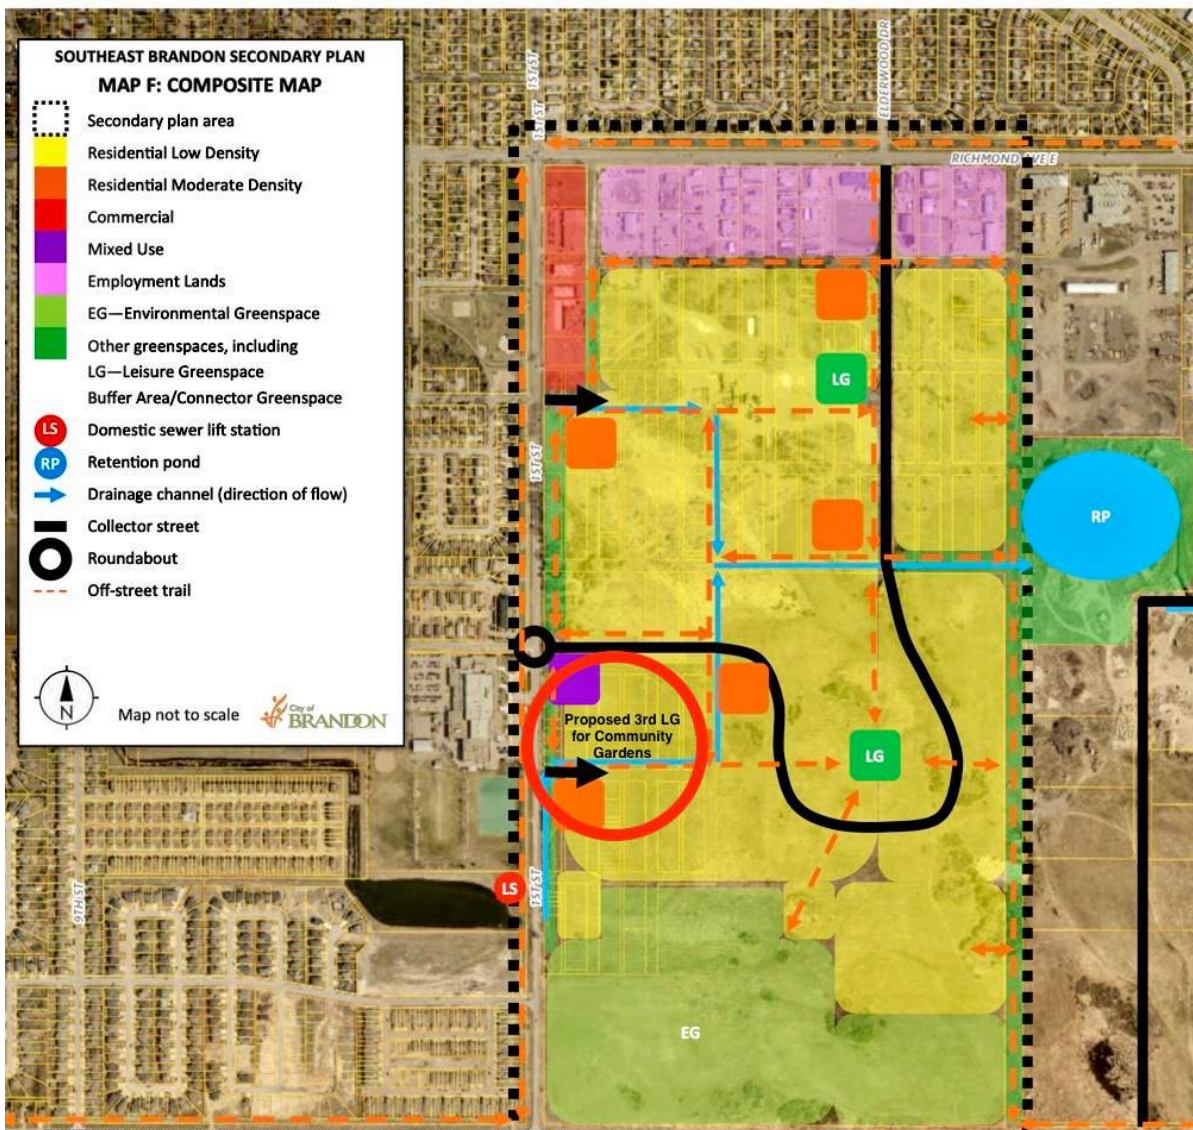 SOUTHEAST BRANDON SECONDARY PLAN
MAP F: COMPOSITE MAP
Secondary plan area
Residential Low Density
Residential Moderate Density
Commercial
Mixed Use
Employment Lands
EG—Environmental Greenspace
Other greenspaces, including
LG—Leisure Greenspace
Buffer Area/Connector Greenspace
LS Domestic sewer lift station
RP Retention pond
Drainage channel (direction of flow)
Collector street
Roundabout
Off-street trail
N
Map not to scale
City of
BRANDON
1ST ST
1ST ST
ELDERWOOD DR
RICHMOND AVE E
LG
1ST ST
RP
Proposed 3rd LG
for Community
Gardens
LG
LS
1ST ST
9TH ST
EG